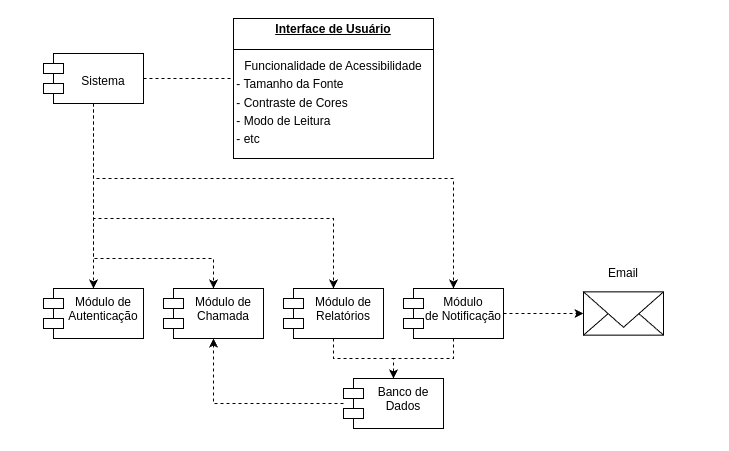 Interface de Usuário
Sistema
Funcionalidade de Acessibilidade
- Tamanho da Fonte
- Contraste de Cores
- Modo de Leitura
- etc
Email
Módulo de
Autenticação
Módulo de
Chamada
Módulo de
Relatórios
Módulo
de Notificação
Banco de
Dados